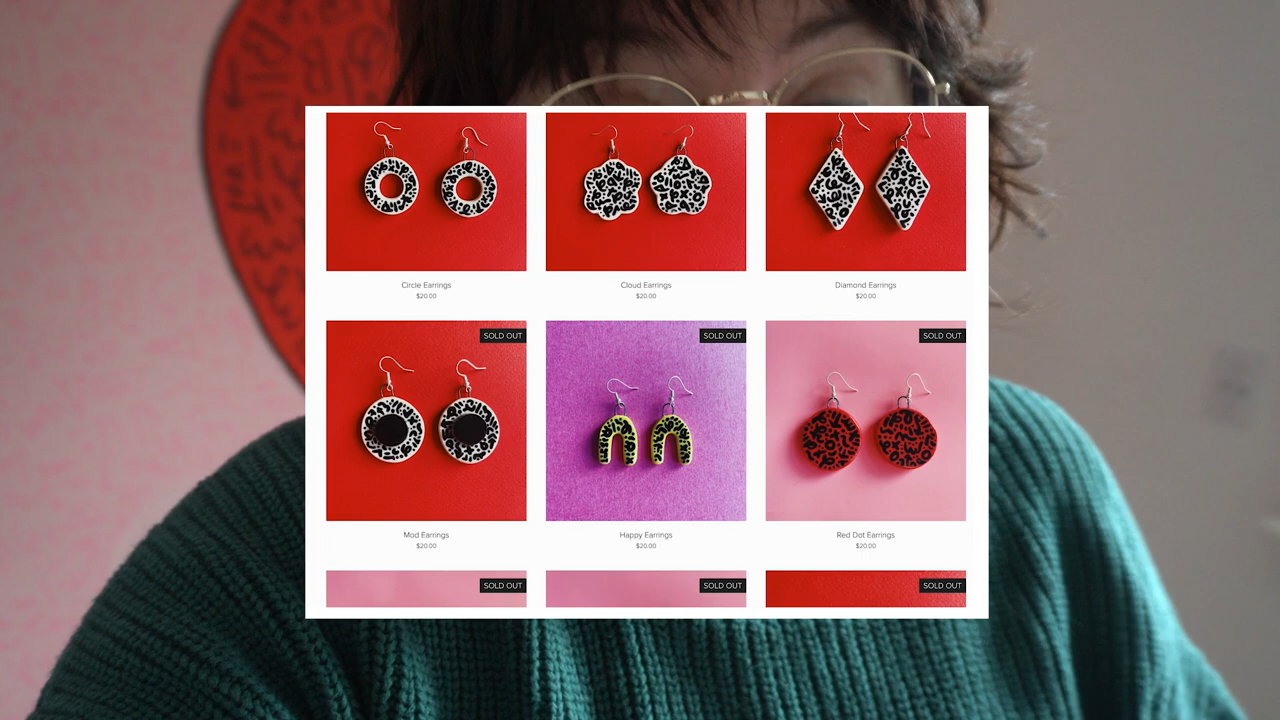 Circle Earrings
$20.00
Cloud Earrings
$20.00
Diamond Earrings
$20.00
SOLD OUT
SOLD OUT
SOLD OUT
Mod Earrings
$20.00
Happy Earrings
$20.00
Red Dot Earrings
$20.00
SOLD OUT
SOLD OUT
SOLD OUT